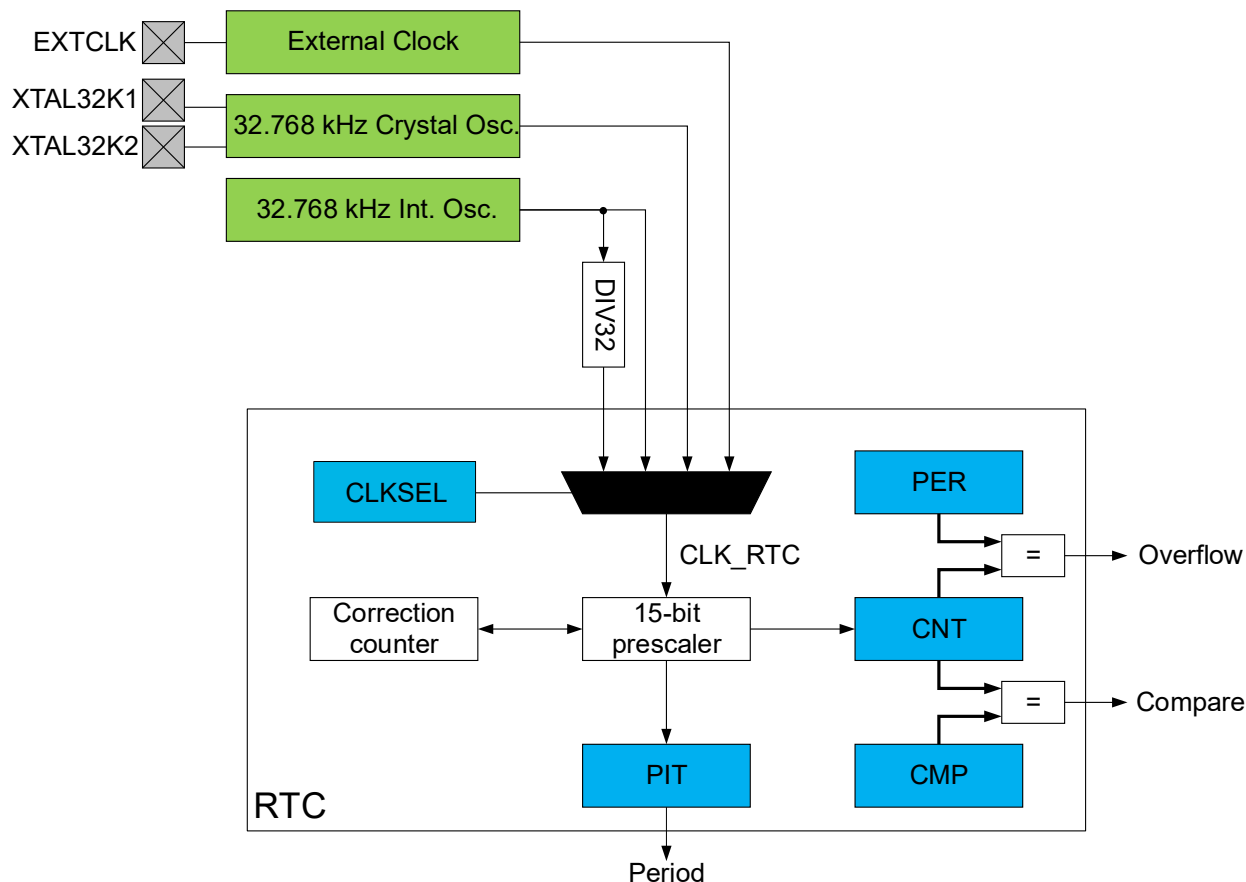 EXTCLK
External Clock
XTAL32K1
XTAL32K2
32.768 kHz Crystal Osc.
32.768 kHz Int. Osc.
DIV32
CLKSEL
PER
CLK_RTC
=
Overflow
Correction
counter
15-bit
prescaler
CNT
=
Compare
PIT
CMP
RTC
Period